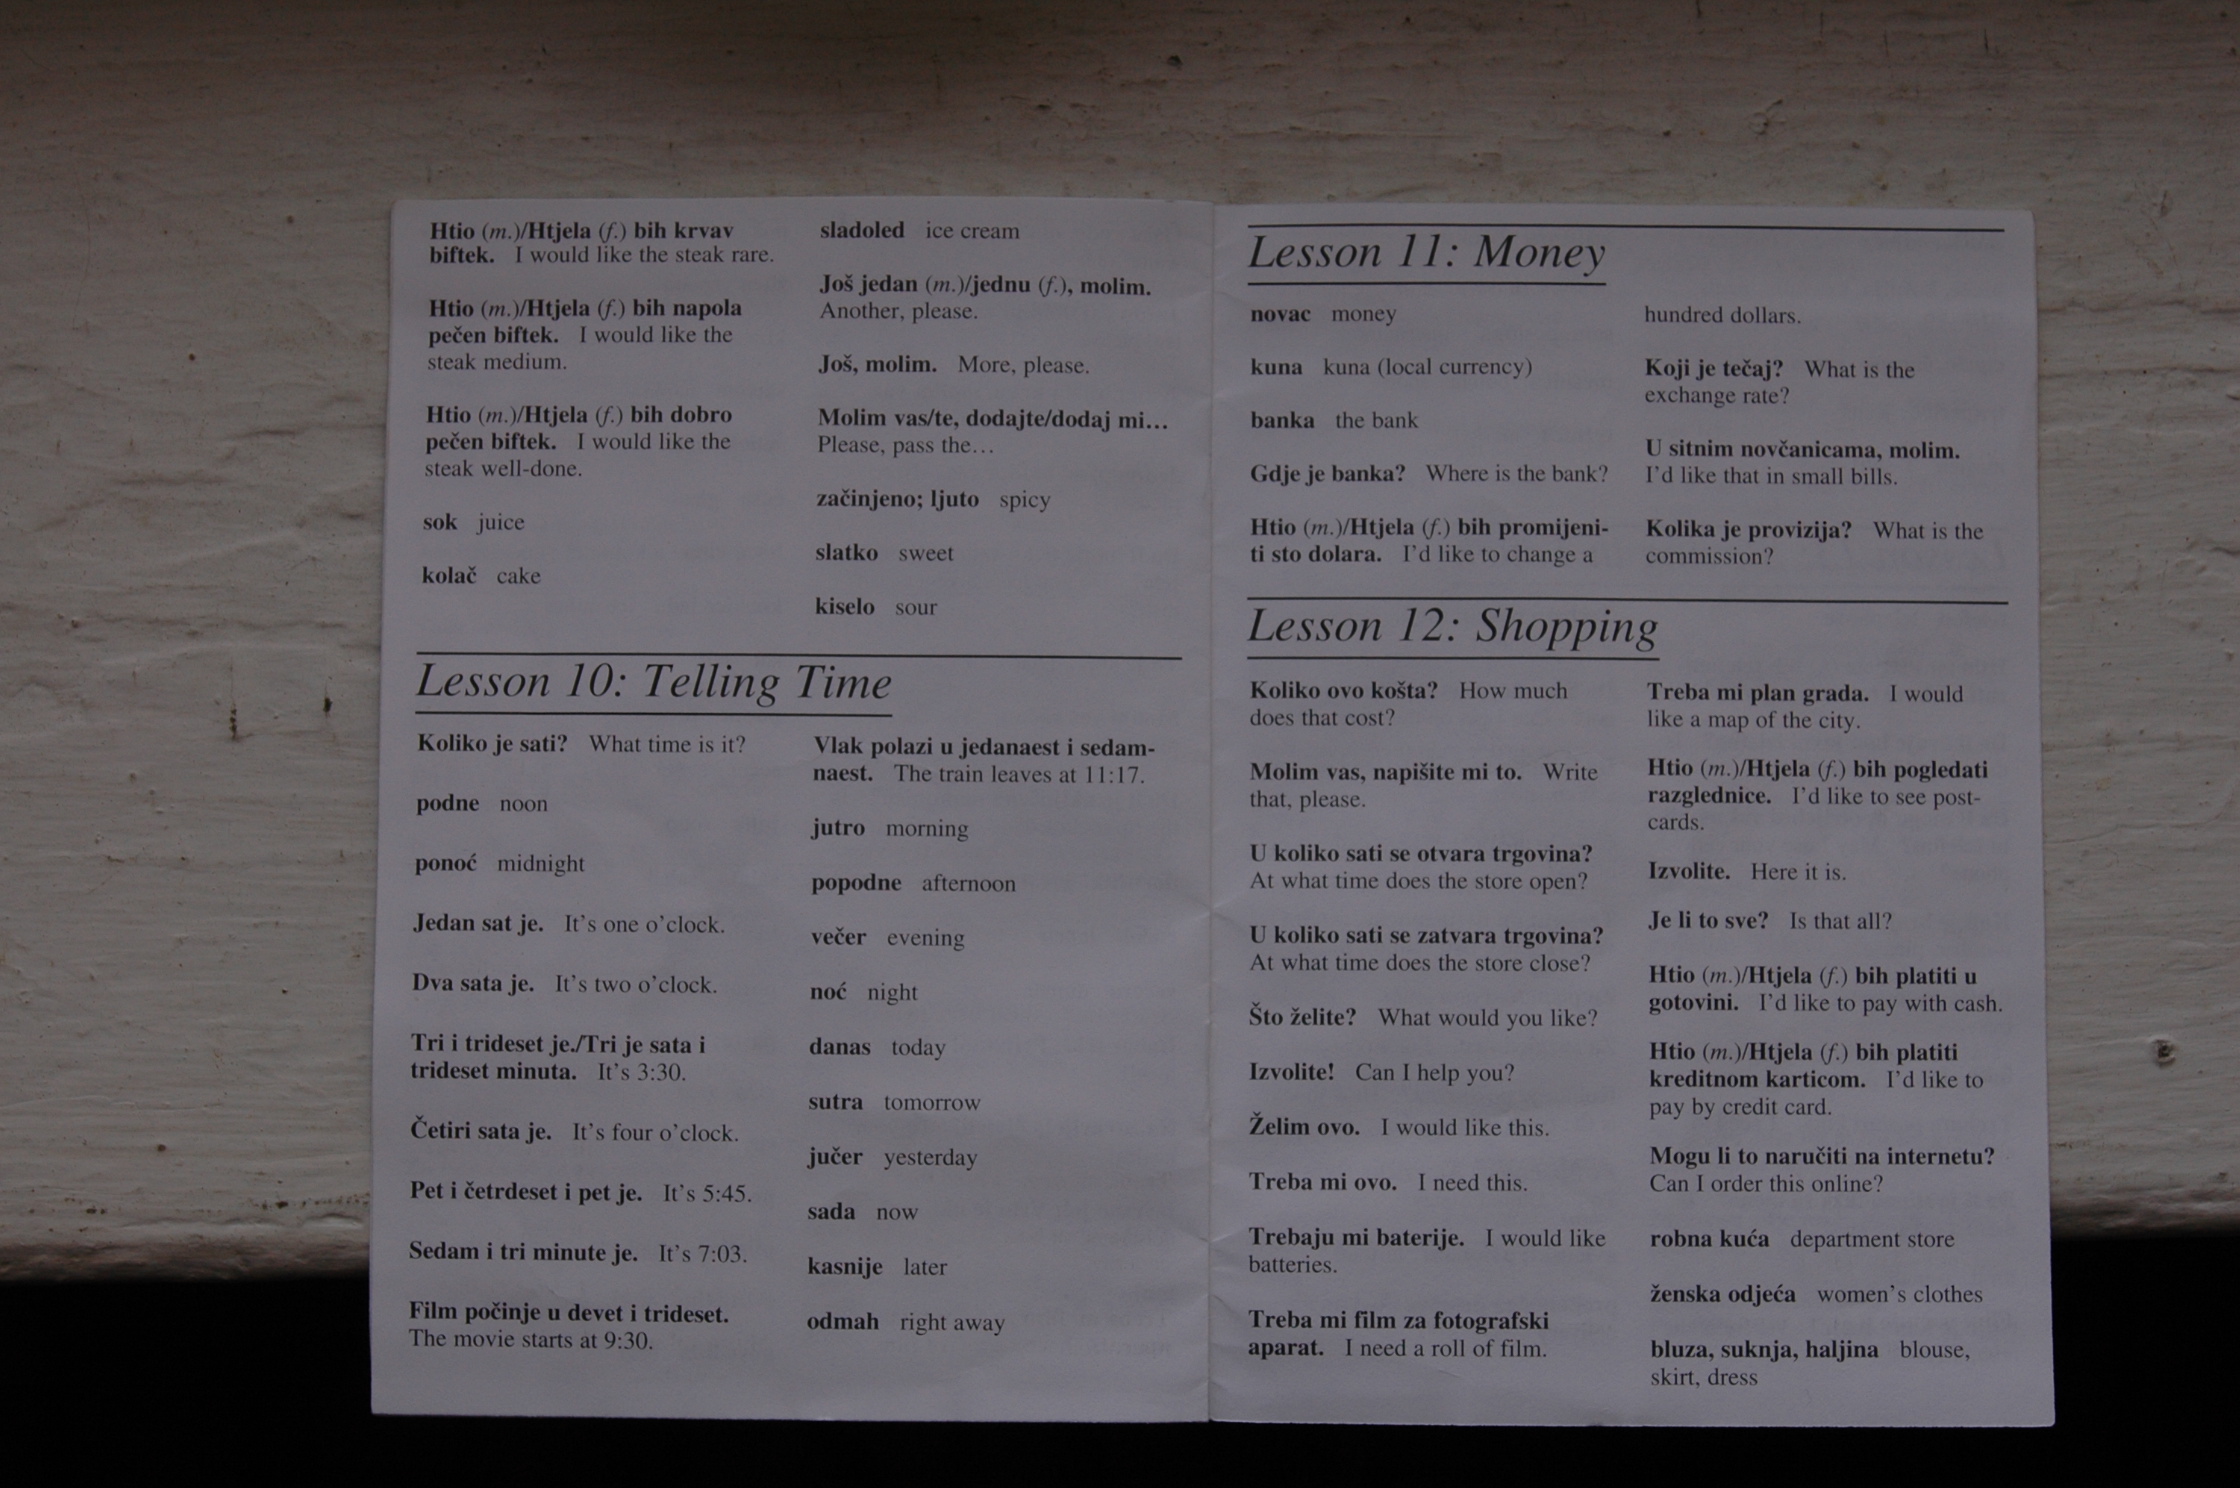 Htio (m.)/Htjela (f.) bih krvav
biftek. I would like the steak rare.
Htio (m.)/Htjela (f.) bih napola
pečen biftek. I would like the
steak medium.
Htio (m.)/Htjela (f.) bih dobro
pečen biftek. I would like the
steak well-done.
sok juice
kolač cake
sladoled ice cream
Još jedan (m.)/jednu (f.), molim.
Another, please.
Još, molim. More, please.
Molim vas/te, dodajte/dodaj mi…
Please, pass the…
začinjeno; ljuto spicy
slatko sweet
kiselo sour
Lesson 10: Telling Time
Koliko je sati? What time is it?
podne noon
ponoć midnight
Jedan sat je. It's one o'clock.
Dva sata je. It's two o'clock.
Tri i trideset je./Tri je sata i
trideset minuta. It's 3:30.
Četiri sata je. It's four o'clock.
Pet i četrdeset i pet je. It's 5:45.
Sedam i tri minute je. It's 7:03.
Film počinje u devet i trideset.
The movie starts at 9:30.
Vlak polazi u jedanaest i sedam-
naest. The train leaves at 11:17.
jutro morning
popodne afternoon
večer evening
noć night
danas today
sutra tomorrow
jučer yesterday
sada now
kasnije later
odmah right away
Lesson 11: Money
novac money
kuna kuna (local currency)
banka the bank
Gdje je banka? Where is the bank?
Htio (m.)/Htjela (f.) bih promijeni-
ti sto dolara. I'd like to change a
hundred dollars.
Koji je tečaj? What is the
exchange rate?
U sitnim novčanicama, molim.
I'd like that in small bills.
Kolika je provizija? What is the
commission?
Lesson 12: Shopping
Koliko ovo košta? How much
does that cost?
Molim vas, napišite mi to. Write
that, please.
U koliko sati se otvara trgovina?
At what time does the store open?
U koliko sati se zatvara trgovina?
At what time does the store close?
Što želite? What would you like?
Izvolite! Can I help you?
Želim ovo. I would like this.
Treba mi ovo. I need this.
Trebaju mi baterije. I would like
batteries.
Treba mi film za fotografski
aparat. I need a roll of film.
Treba mi plan grada. I would
like a map of the city.
Htio (m.)/Htjela (f.) bih pogledati
razglednice. I'd like to see post-
cards.
Izvolite. Here it is.
Je li to sve? Is that all?
Htio (m.)/Htjela (f.) bih platiti u
gotovini. I'd like to pay with cash.
Htio (m.)/Htjela (f.) bih platiti
kreditnom karticom. I'd like to
pay by credit card.
Mogu li to naručiti na internetu?
Can I order this online?
robna kuća department store
ženska odjeća women's clothes
bluza, suknja, haljina blouse,
skirt, dress